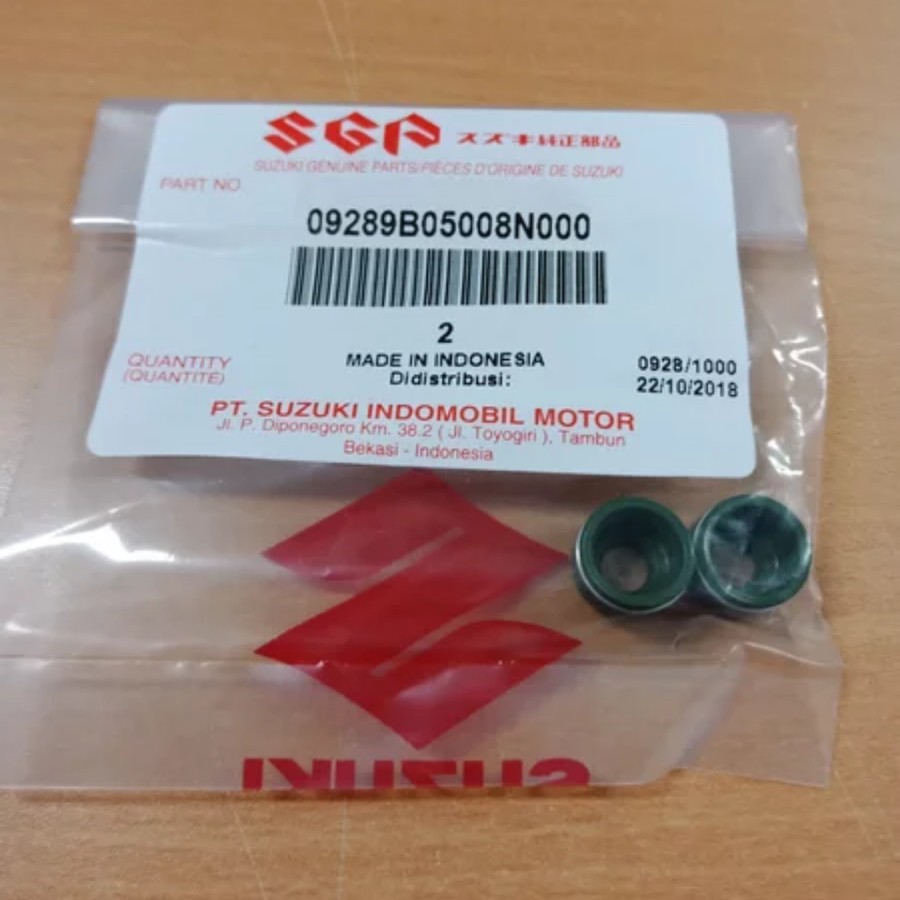 SGP スズキ純正部品
SUZUKI GENUINE PARTS/PIÈCES D'ORIGINE DE SUZUKI
PART NO.
09289B05008N000
2
QUANTITY
(QUANTITÉ)
MADE IN INDONESIA
Didistribusi:
0928/1000
22/10/2018
PT. SUZUKI INDOMOBIL MOTOR
Jl. P. Diponegoro Km. 38.2 ( Jl. Toyogiri ), Tambun
Bekasi - Indonesia
SUZUKI